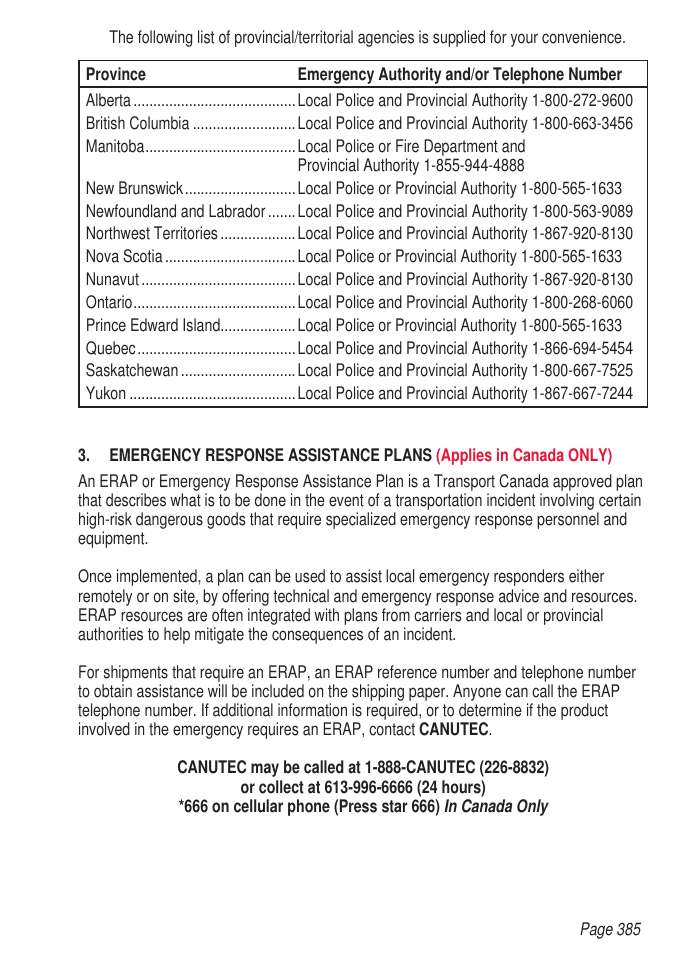 The following list of provincial/territorial agencies is supplied for your convenience.
Province Emergency Authority and/or Telephone Number
Alberta ......................................... Local Police and Provincial Authority 1-800-272-9600
British Columbia .......................... Local Police and Provincial Authority 1-800-663-3456
Manitoba...................................... Local Police or Fire Department and
Provincial Authority 1-855-944-4888
New Brunswick............................ Local Police or Provincial Authority 1-800-565-1633
Newfoundland and Labrador ....... Local Police and Provincial Authority 1-800-563-9089
Northwest Territories ................... Local Police and Provincial Authority 1-867-920-8130
Nova Scotia ................................. Local Police or Provincial Authority 1-800-565-1633
Nunavut ....................................... Local Police and Provincial Authority 1-867-920-8130
Ontario......................................... Local Police and Provincial Authority 1-800-268-6060
Prince Edward Island................... Local Police or Provincial Authority 1-800-565-1633
Quebec........................................ Local Police and Provincial Authority 1-866-694-5454
Saskatchewan ............................. Local Police and Provincial Authority 1-800-667-7525
Yukon .......................................... Local Police and Provincial Authority 1-867-667-7244
3. EMERGENCY RESPONSE ASSISTANCE PLANS (Applies in Canada ONLY)
An ERAP or Emergency Response Assistance Plan is a Transport Canada approved plan
that describes what is to be done in the event of a transportation incident involving certain
high-risk dangerous goods that require specialized emergency response personnel and
equipment.
Once implemented, a plan can be used to assist local emergency responders either
remotely or on site, by offering technical and emergency response advice and resources.
ERAP resources are often integrated with plans from carriers and local or provincial
authorities to help mitigate the consequences of an incident.
For shipments that require an ERAP, an ERAP reference number and telephone number
to obtain assistance will be included on the shipping paper. Anyone can call the ERAP
telephone number. If additional information is required, or to determine if the product
involved in the emergency requires an ERAP, contact CANUTEC.
CANUTEC may be called at 1-888-CANUTEC (226-8832)
or collect at 613-996-6666 (24 hours)
*666 on cellular phone (Press star 666) In Canada Only
Page 385